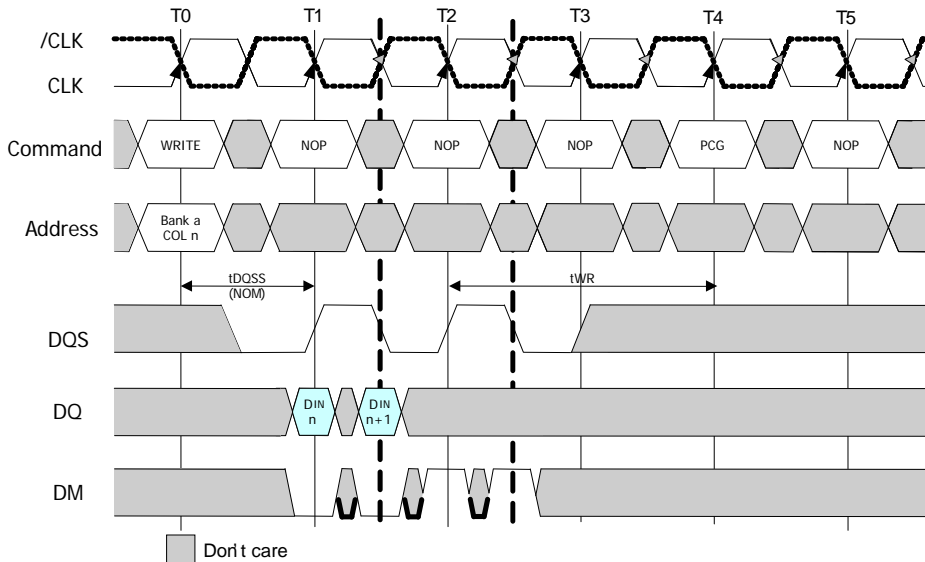 T0 T1 T2 T3 T4 T5
/CLK
CLK
Command WRITE NOP NOP NOP PCG NOP
Address Bank a
COL n
tDQSS
(NOM)
tWR
DQS
DQ DIN
n
DIN
n+1
DM
Don't care